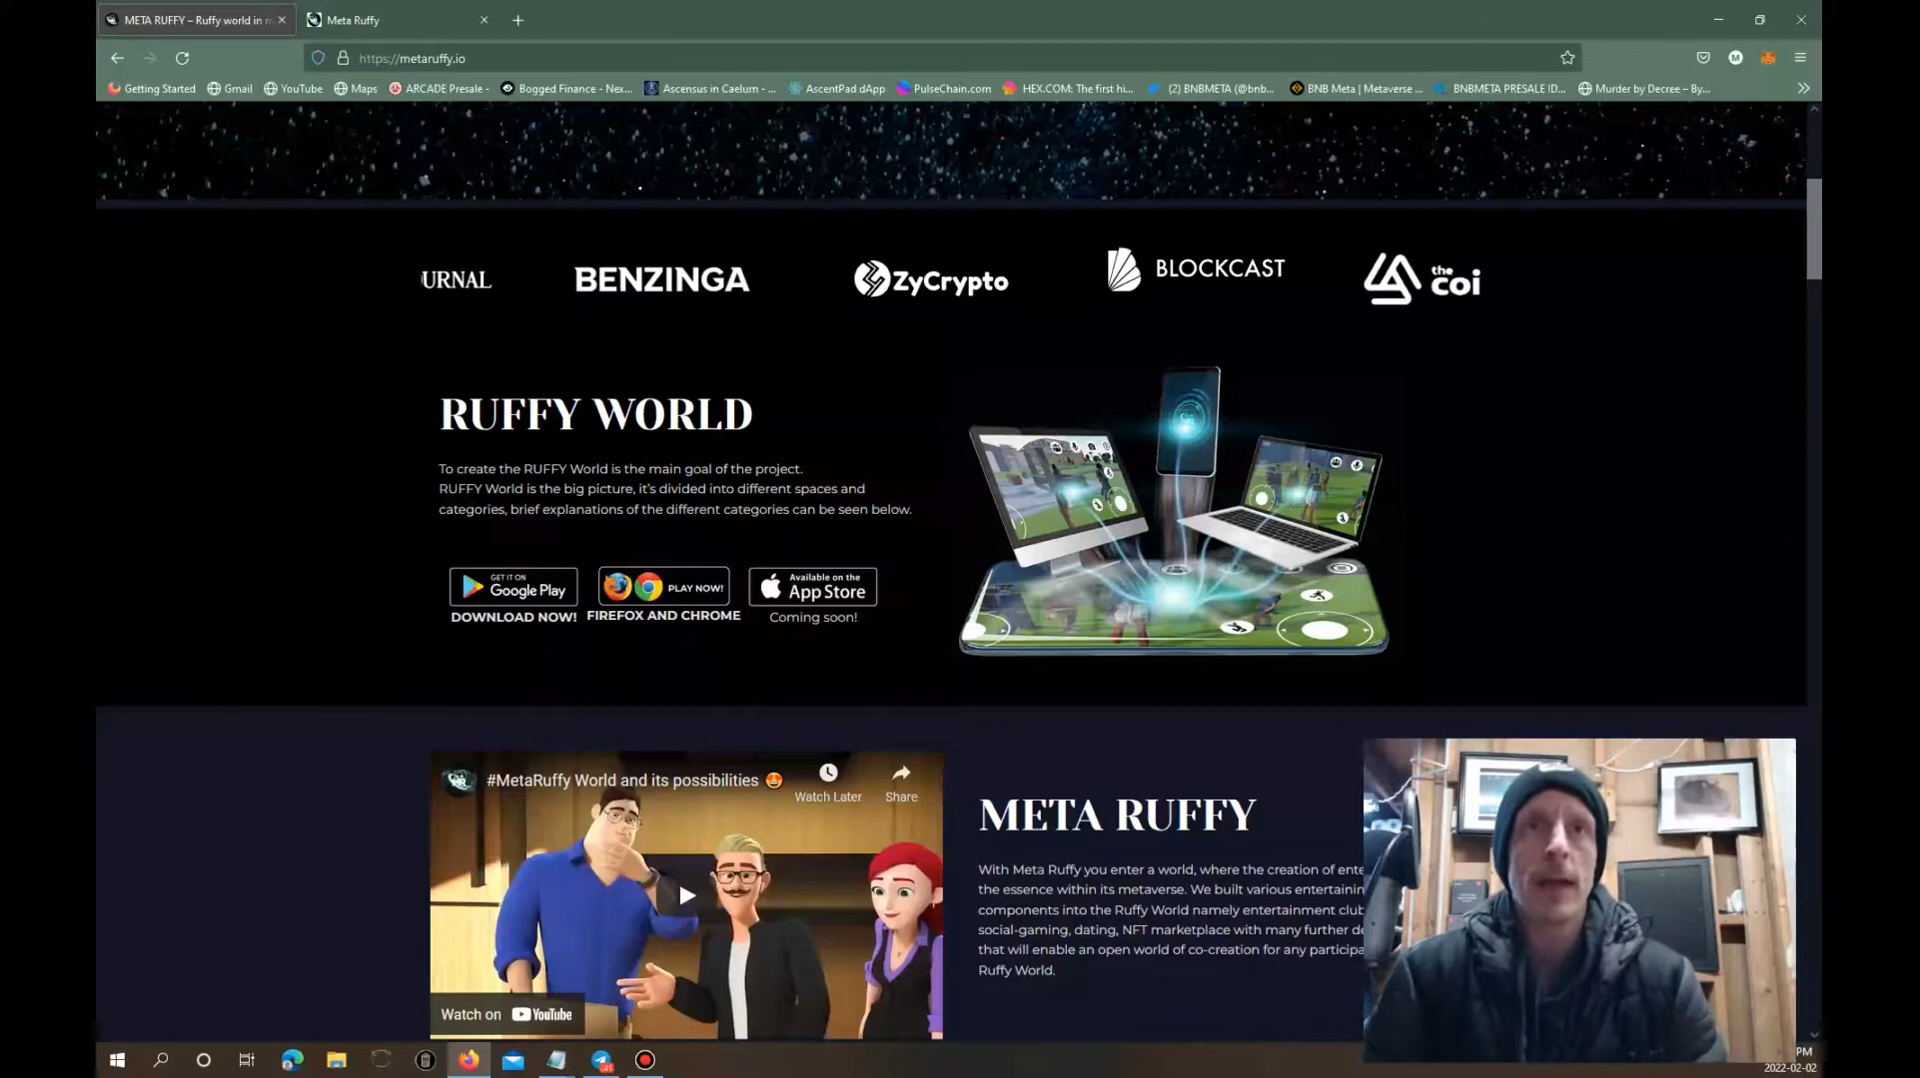 META RUFFY – Ruffy world in
Meta Ruffy
https://metaruffy.io
Getting Started
Gmail
YouTube
Maps
ARCADE Presale -
Bogged Finance - Nex...
Ascensus in Caelum - ...
AscentPad dApp
PulseChain.com
HEX.COM: The first hi...
(2) BNBMETA (@bnb...
BNB Meta | Metaverse ...
BNBMETA PRESALE ID...
Murder by Decree – By...
URNAL
BENZINGA
ZyCrypto
BLOCKCAST
the
coi
RUFFY WORLD
To create the RUFFY World is the main goal of the project.
RUFFY World is the big picture, it's divided into different spaces and
categories, brief explanations of the different categories can be seen below.
GET IT ON
Google Play
DOWNLOAD NOW!
PLAY NOW!
FIREFOX AND CHROME
Available on the
App Store
Coming soon!
#MetaRuffy World and its possibilities
Watch Later
Share
Watch on YouTube
META RUFFY
With Meta Ruffy you enter a world, where the creation of ente
the essence within its metaverse. We built various entertainin
components into the Ruffy World namely entertainment club
social-gaming, dating, NFT marketplace with many further de
that will enable an open world of co-creation for any participa
Ruffy World.
PM
2022-02-02